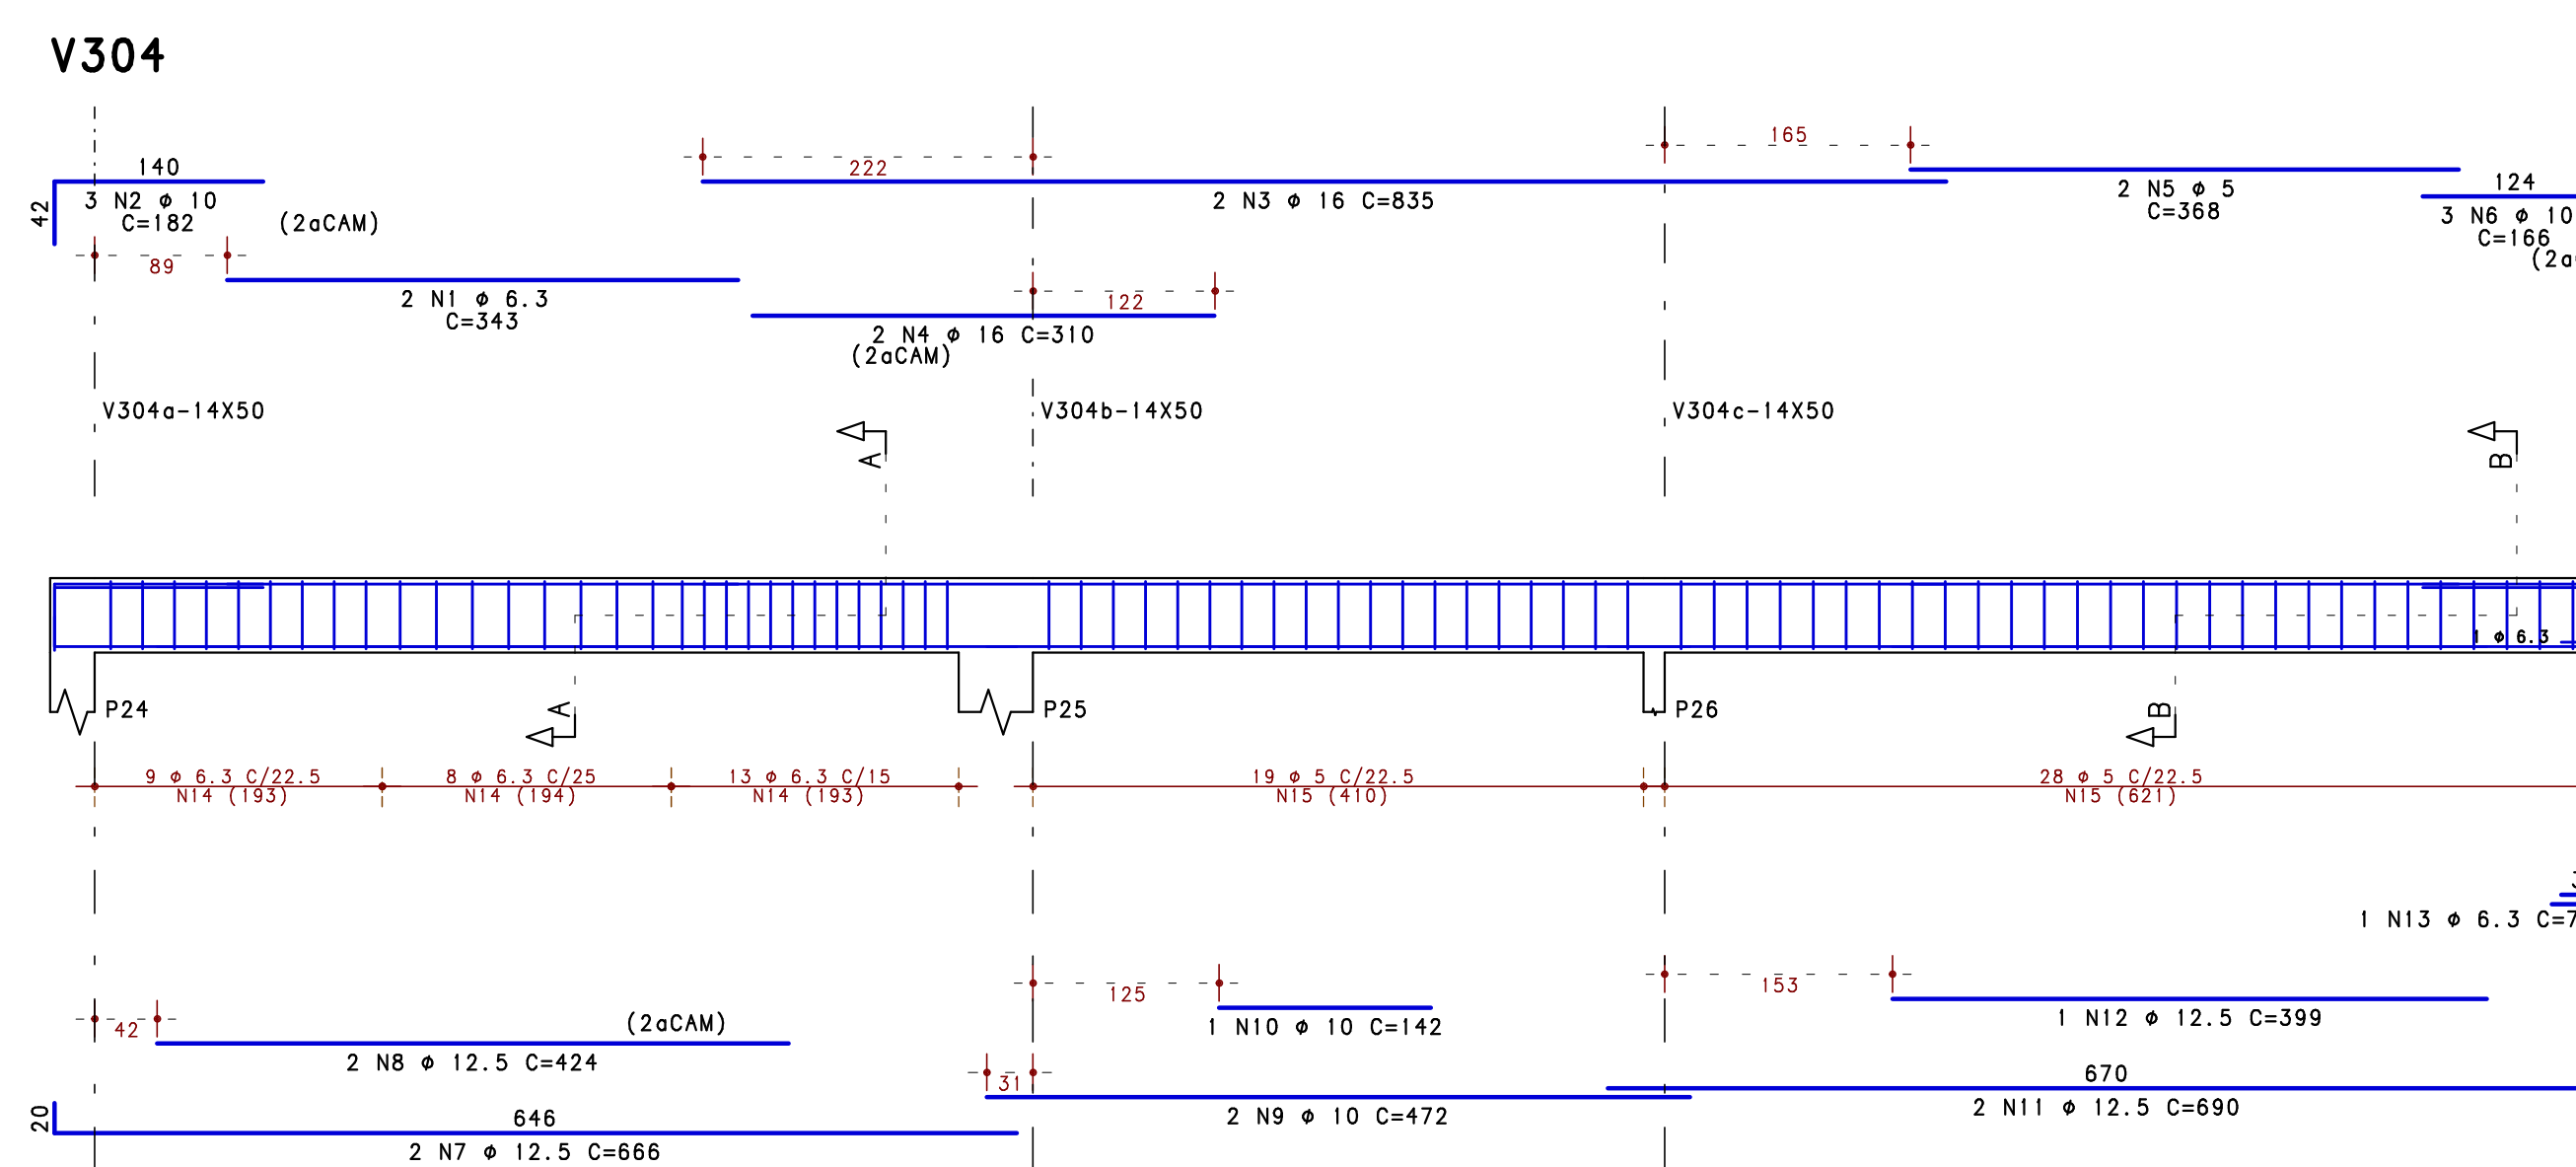 V304
165
140
222
124
42
3 N2 ø 10
C=182
(2aCAM)
2 N3 ø 16 C=835
2 N5 ø 5
C=368
3 N6 ø 10
C=166
(2a
89
2 N1 ø 6.3
C=343
122
2 N4 ø 16 C=310
(2aCAM)
V304a-14X50
V304b-14X50
V304c-14X50
A
B
1 ø 6.3
P24
A
P25
P26
B
9 ø 6.3 C/22.5
N14 (193)
8 ø 6.3 C/25
N14 (194)
13 ø 6.3 C/15
N14 (193)
19 ø 5 C/22.5
N15 (410)
28 ø 5 C/22.5
N15 (621)
1 N13 ø 6.3 C=7
125
153
42
(2aCAM)
1 N10 ø 10 C=142
1 N12 ø 12.5 C=399
2 N8 ø 12.5 C=424
31
670
20
646
2 N9 ø 10 C=472
2 N11 ø 12.5 C=690
2 N7 ø 12.5 C=666